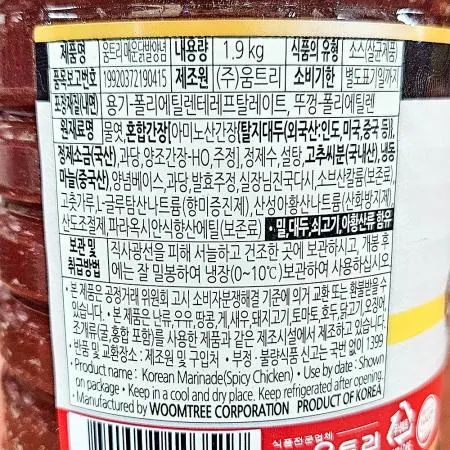 제품명 움트리매운닭발양념 내용량 1.9 kg 식품의 유형 소스(살균제품)
품목보고번호 19920372190415 제조원 (주)움트리 소비기한 별도표기일까지
포장재질(내면) 용기-폴리에틸렌테레프탈레이트, 뚜껑-폴리에틸렌
원재료명 물엿,혼합간장[아미노산간장{탈지대두(외국산:인도,미국,중국 등)},
정제소금(국산),과당,양조간장-HO,주정], 정제수, 설탕, 고춧씨분(국내산), 냉동
마늘(중국산),양념베이스,과당, 발효주정, 실장님진국다시,소브산칼륨(보존료),
고춧가루,L-글루탐산나트륨(향미증진제), 산성아황산나트륨(산화방지제),
산도조절제,파라옥시안식향산에틸(보존료) • 밀,대두,쇠고기,아황산류 함유
보관 및 취급방법 직사광선을 피해 서늘하고 건조한 곳에 보관하시고, 개봉 후
에는 잘 밀봉하여 냉장(0~10℃)보관하여 사용하십시오.
• 본 제품은 공정거래 위원회 고시 소비자분쟁해결 기준에 의거 교환 또는 환불받을 수
있습니다. • 본 제품은 난류,우유,땅콩,게,새우,돼지고기,토마토,호두,닭고기,오징어,
조개류(굴,홍합 포함)를 사용한 제품과 같은 제조시설에서 제조하고 있습니다.
• 반품 및 교환장소 : 제조원 및 구입처 • 부정·불량식품 신고는 국번 없이 1399
• Product name : Korean Marinade(Spicy Chicken) • Use by date : Shown
on package • Keep in a cool and dry place. Keep refrigerated after opening.
• Manufactured by WOOMTREE CORPORATION PRODUCT OF KOREA
식품전문업체
움트리